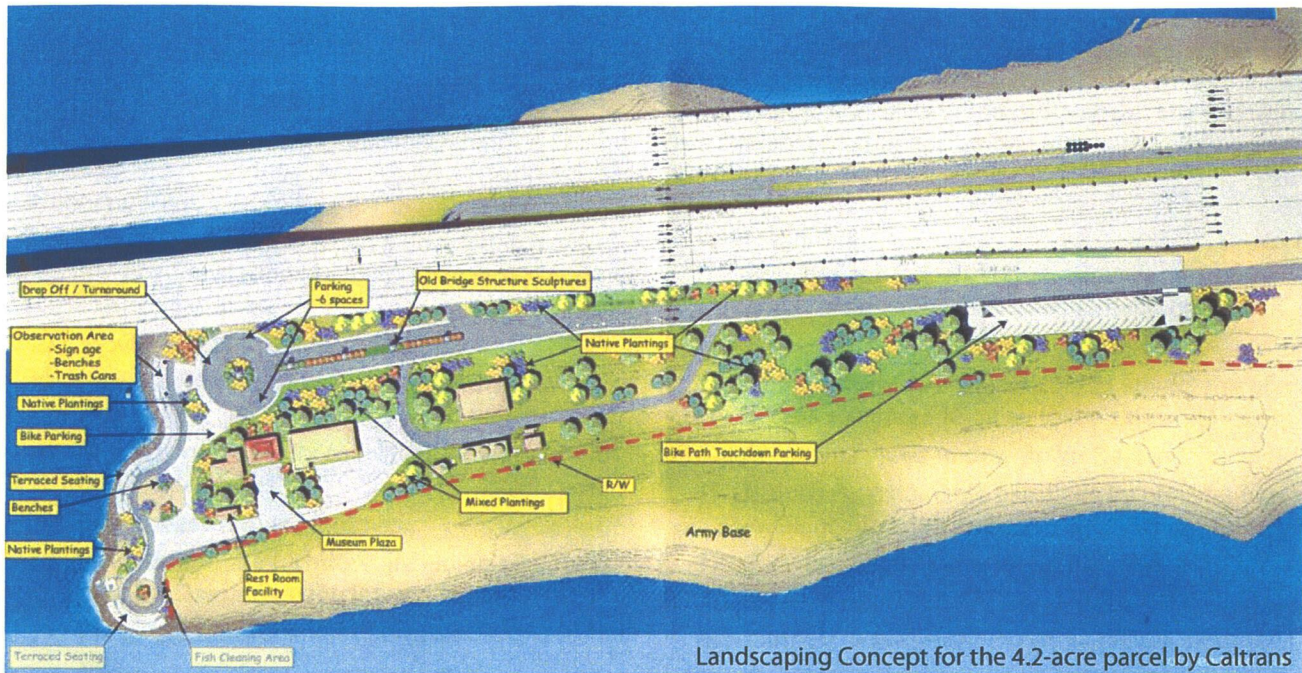 Drop Off / Turnaround
Parking
-6 spaces
Old Bridge Structure Sculptures
Observation Area
-Sign age
-Benches
-Trash Cans
Native Plantings
Native Plantings
Bike Parking
Terraced Seating
Benches
Native Plantings
Bike Path Touchdown Parking
R/W
Mixed Plantings
Museum Plaza
Army Base
Rest Room
Facility
Terraced Seating
Fish Cleaning Area
Landscaping Concept for the 4.2-acre parcel by Caltrans